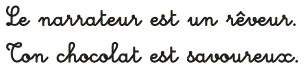 Le narrateur est un rêveur.
Ton chocolat est savoureux.